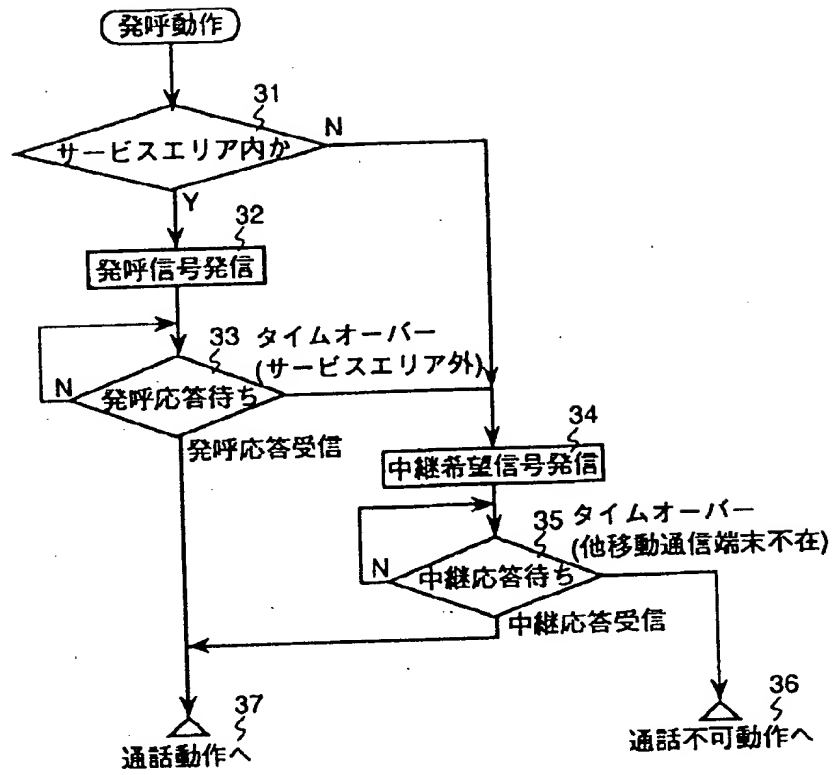 発呼動作
31
サービスエリア内か
N
Y
32
発呼信号発信
33
タイムオーバー
(サービスエリア外)
N
発呼応答待ち
発呼応答受信
34
中継希望信号発信
35
タイムオーバー
(他移動通信端末不在)
N
中継応答待ち
中継応答受信
37
通話動作へ
36
通話不可動作へ